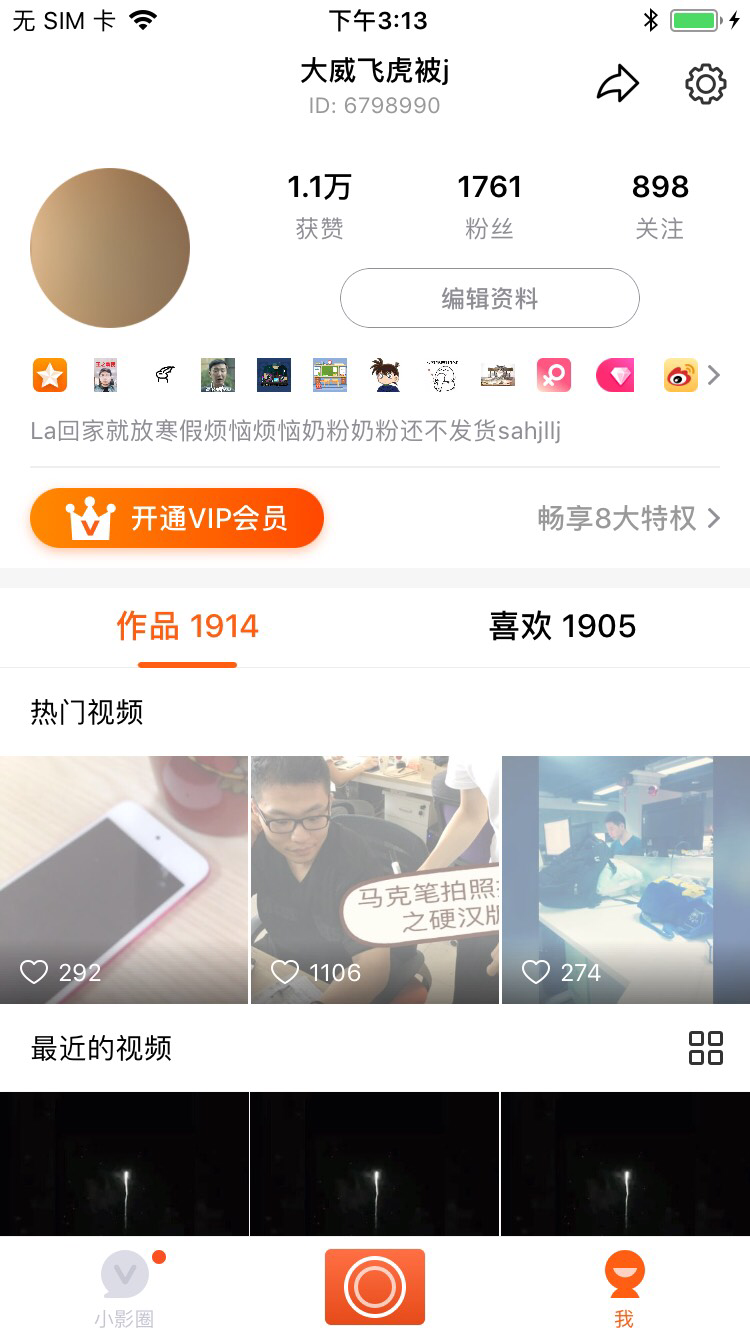 无 SIM 卡
下午3:13
大威飞虎被j
ID: 6798990
1.1万
1761
898
获赞
粉丝
关注
编辑资料
La回家就放寒假烦恼烦恼奶粉奶粉还不发货sahjllj
开通VIP会员
畅享8大特权
作品 1914
喜欢 1905
热门视频
马克笔拍照
之硬汉版
292
1106
274
最近的视频
小影圈
我